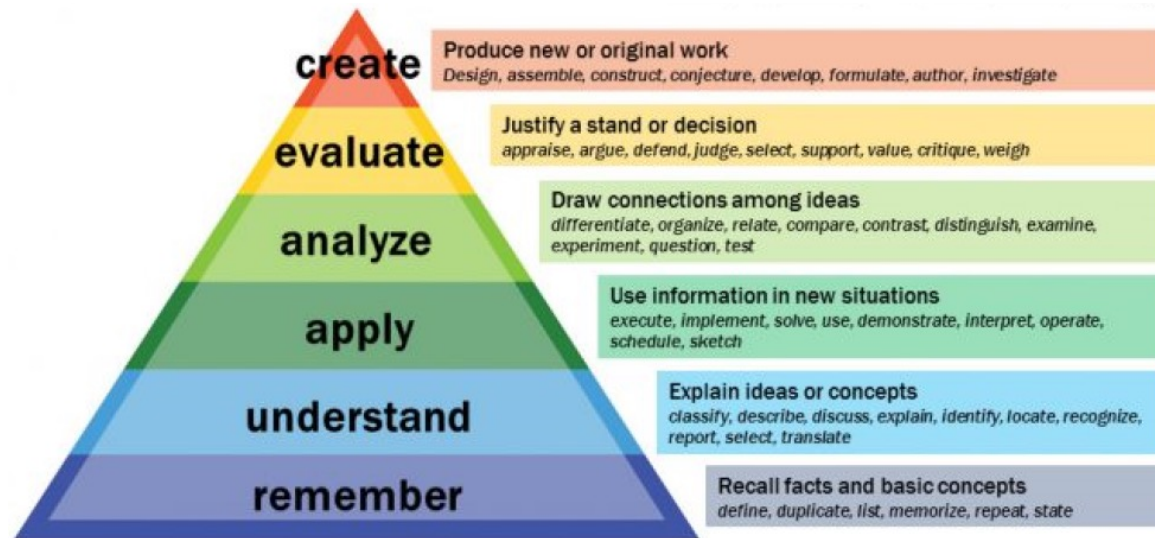 create
Produce new or original work
Design, assemble, construct, conjecture, develop, formulate, author, investigate
evaluate
Justify a stand or decision
appraise, argue, defend, judge, select, support, value, critique, weigh
analyze
Draw connections among ideas
differentiate, organize, relate, compare, contrast, distinguish, examine,
experiment, question, test
apply
Use information in new situations
execute, implement, solve, use, demonstrate, interpret, operate,
schedule, sketch
understand
Explain ideas or concepts
classify, describe, discuss, explain, identify, locate, recognize,
report, select, translate
remember
Recall facts and basic concepts
define, duplicate, list, memorize, repeat, state